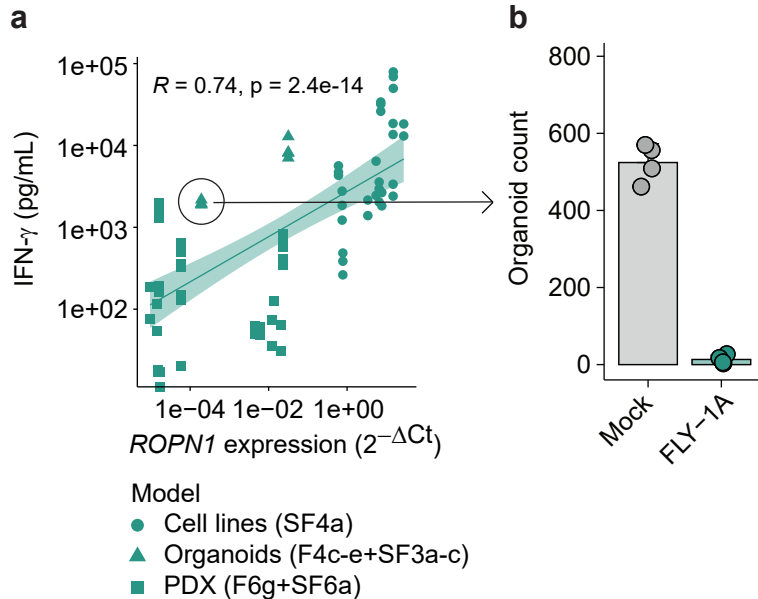 a
1e+05
1e+04
1e+03
1e+02
IFN-γ (pg/mL)
R = 0.74, p = 2.4e-14
1e-04 1e-02 1e+00
ROPN1 expression (2^−ΔCt)
Model
Cell lines (SF4a)
Organoids (F4c-e+SF3a-c)
PDX (F6g+SF6a)
b
800
600
400
200
0
Organoid count
Mock
FLY−1A